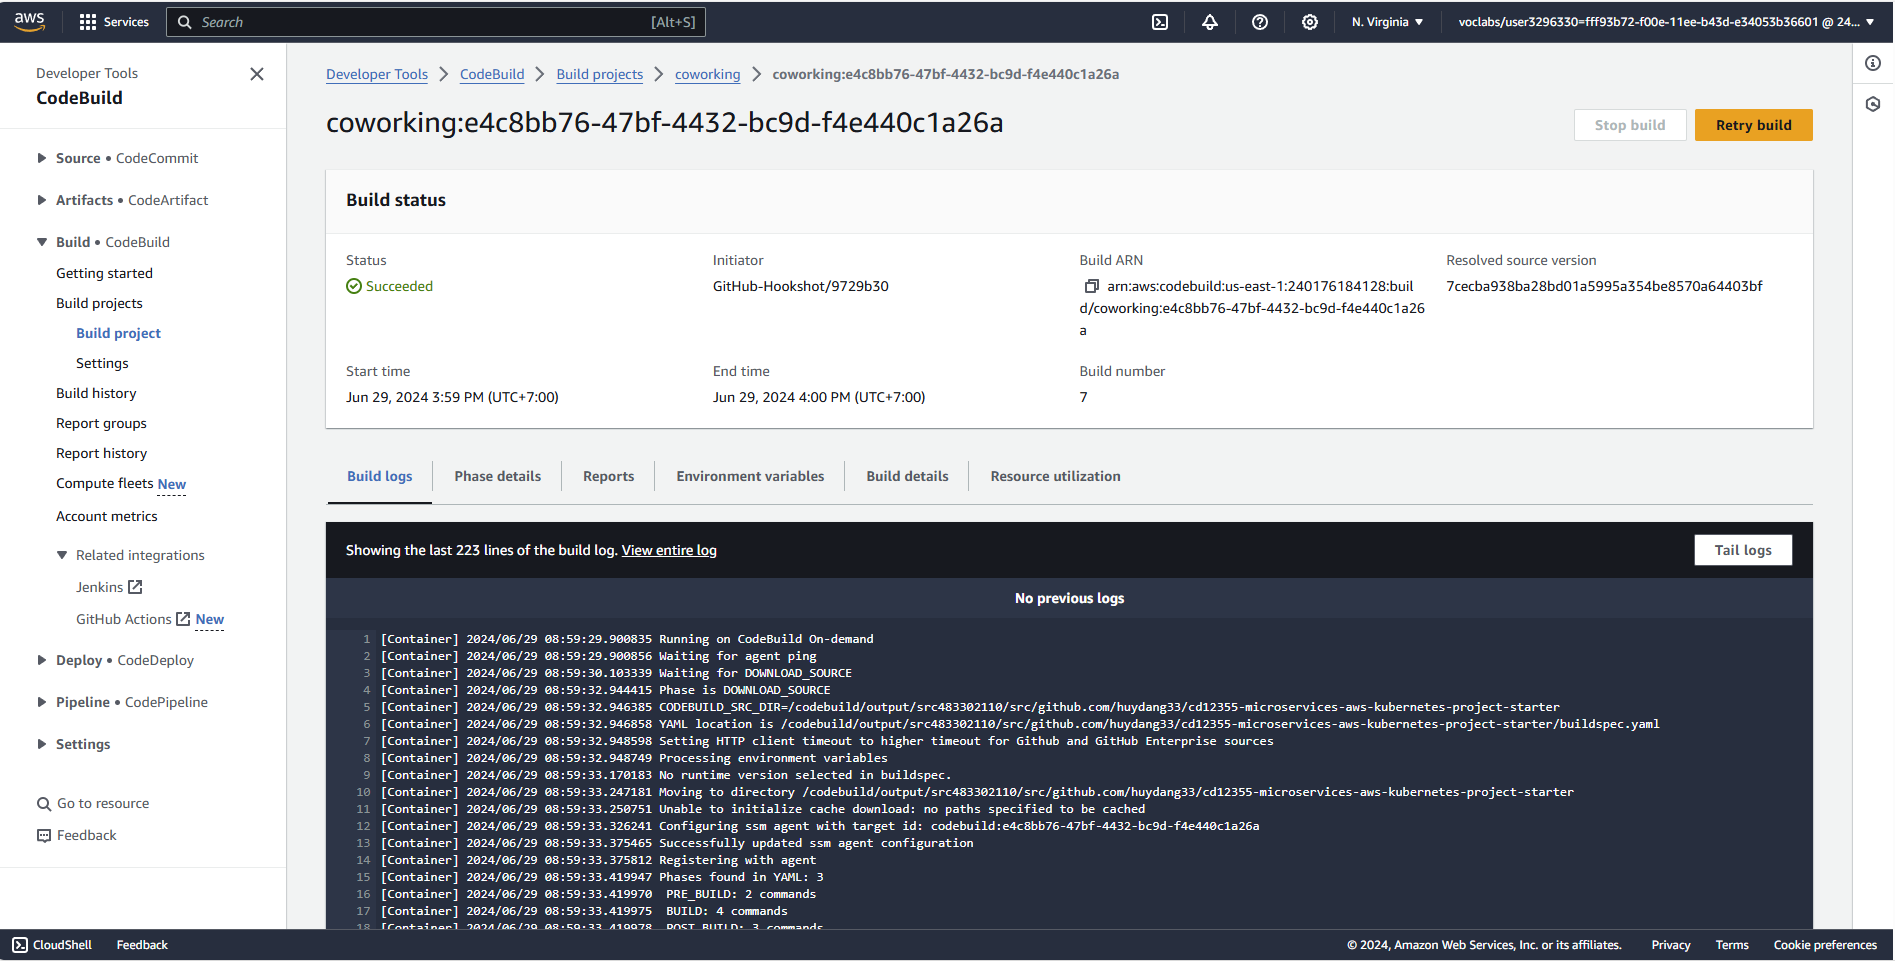 aws
Services
Search
[Alt+S]
N. Virginia
voclabs/user3296330=fff93b72-f00e-11ee-b43d-e34053b36601 @ 24...
Developer Tools
CodeBuild
Source • CodeCommit
Artifacts • CodeArtifact
Build • CodeBuild
Getting started
Build projects
Build project
Settings
Build history
Report groups
Report history
Compute fleets New
Account metrics
Related integrations
Jenkins
GitHub Actions New
Deploy • CodeDeploy
Pipeline • CodePipeline
Settings
Go to resource
Feedback
Developer Tools
CodeBuild
Build projects
coworking
coworking:e4c8bb76-47bf-4432-bc9d-f4e440c1a26a
coworking:e4c8bb76-47bf-4432-bc9d-f4e440c1a26a
Stop build
Retry build
Build status
Status
Succeeded
Initiator
GitHub-Hookshot/9729b30
Build ARN
arn:aws:codebuild:us-east-1:240176184128:buil
d/coworking:e4c8bb76-47bf-4432-bc9d-f4e440c1a26
a
Resolved source version
7cecba938ba28bd01a5995a354be8570a64403bf
Start time
Jun 29, 2024 3:59 PM (UTC+7:00)
End time
Jun 29, 2024 4:00 PM (UTC+7:00)
Build number
7
Build logs
Phase details
Reports
Environment variables
Build details
Resource utilization
Showing the last 223 lines of the build log. View entire log
Tail logs
No previous logs
1 [Container] 2024/06/29 08:59:29.900835 Running on CodeBuild On-demand
2 [Container] 2024/06/29 08:59:29.900856 Waiting for agent ping
3 [Container] 2024/06/29 08:59:30.103339 Waiting for DOWNLOAD_SOURCE
4 [Container] 2024/06/29 08:59:32.944415 Phase is DOWNLOAD_SOURCE
5 [Container] 2024/06/29 08:59:32.946385 CODEBUILD_SRC_DIR=/codebuild/output/src483302110/src/github.com/huydang33/cd12355-microservices-aws-kubernetes-project-starter
6 [Container] 2024/06/29 08:59:32.946858 YAML location is /codebuild/output/src483302110/src/github.com/huydang33/cd12355-microservices-aws-kubernetes-project-starter/buildspec.yaml
7 [Container] 2024/06/29 08:59:32.948598 Setting HTTP client timeout to higher timeout for Github and GitHub Enterprise sources
8 [Container] 2024/06/29 08:59:32.948749 Processing environment variables
9 [Container] 2024/06/29 08:59:33.170183 No runtime version selected in buildspec.
10 [Container] 2024/06/29 08:59:33.247181 Moving to directory /codebuild/output/src483302110/src/github.com/huydang33/cd12355-microservices-aws-kubernetes-project-starter
11 [Container] 2024/06/29 08:59:33.250751 Unable to initialize cache download: no paths specified to be cached
12 [Container] 2024/06/29 08:59:33.326241 Configuring ssm agent with target id: codebuild:e4c8bb76-47bf-4432-bc9d-f4e440c1a26a
13 [Container] 2024/06/29 08:59:33.375465 Successfully updated ssm agent configuration
14 [Container] 2024/06/29 08:59:33.375812 Registering with agent
15 [Container] 2024/06/29 08:59:33.419947 Phases found in YAML: 3
16 [Container] 2024/06/29 08:59:33.419970 PRE_BUILD: 2 commands
17 [Container] 2024/06/29 08:59:33.419975 BUILD: 4 commands
18 [Container] 2024/06/29 08:59:33.419978 POST_BUILD: 3 commands
CloudShell
Feedback
© 2024, Amazon Web Services, Inc. or its affiliates.
Privacy
Terms
Cookie preferences